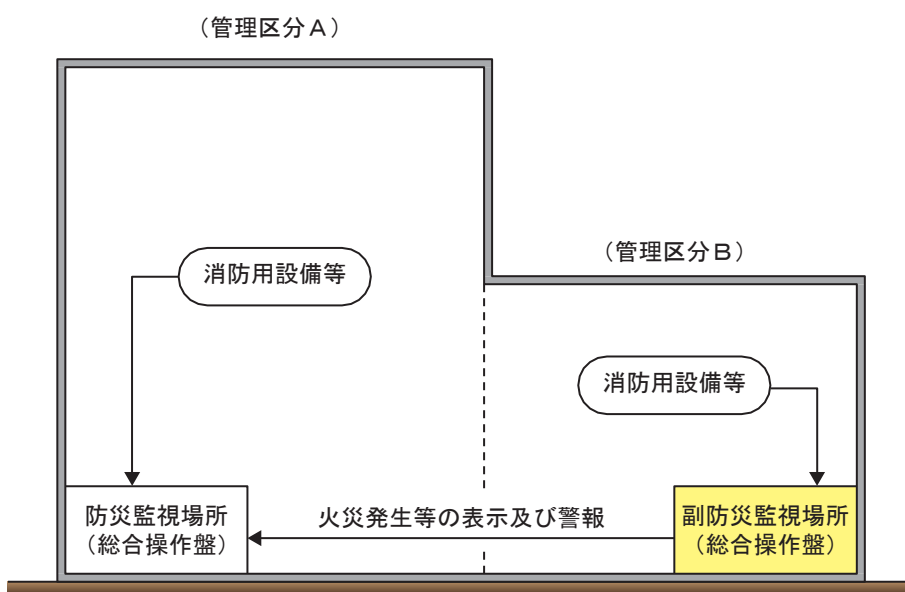 (管理区分A)
(管理区分B)
消防用設備等
消防用設備等
防災監視場所
(総合操作盤)
火災発生等の表示及び警報
副防災監視場所
(総合操作盤)